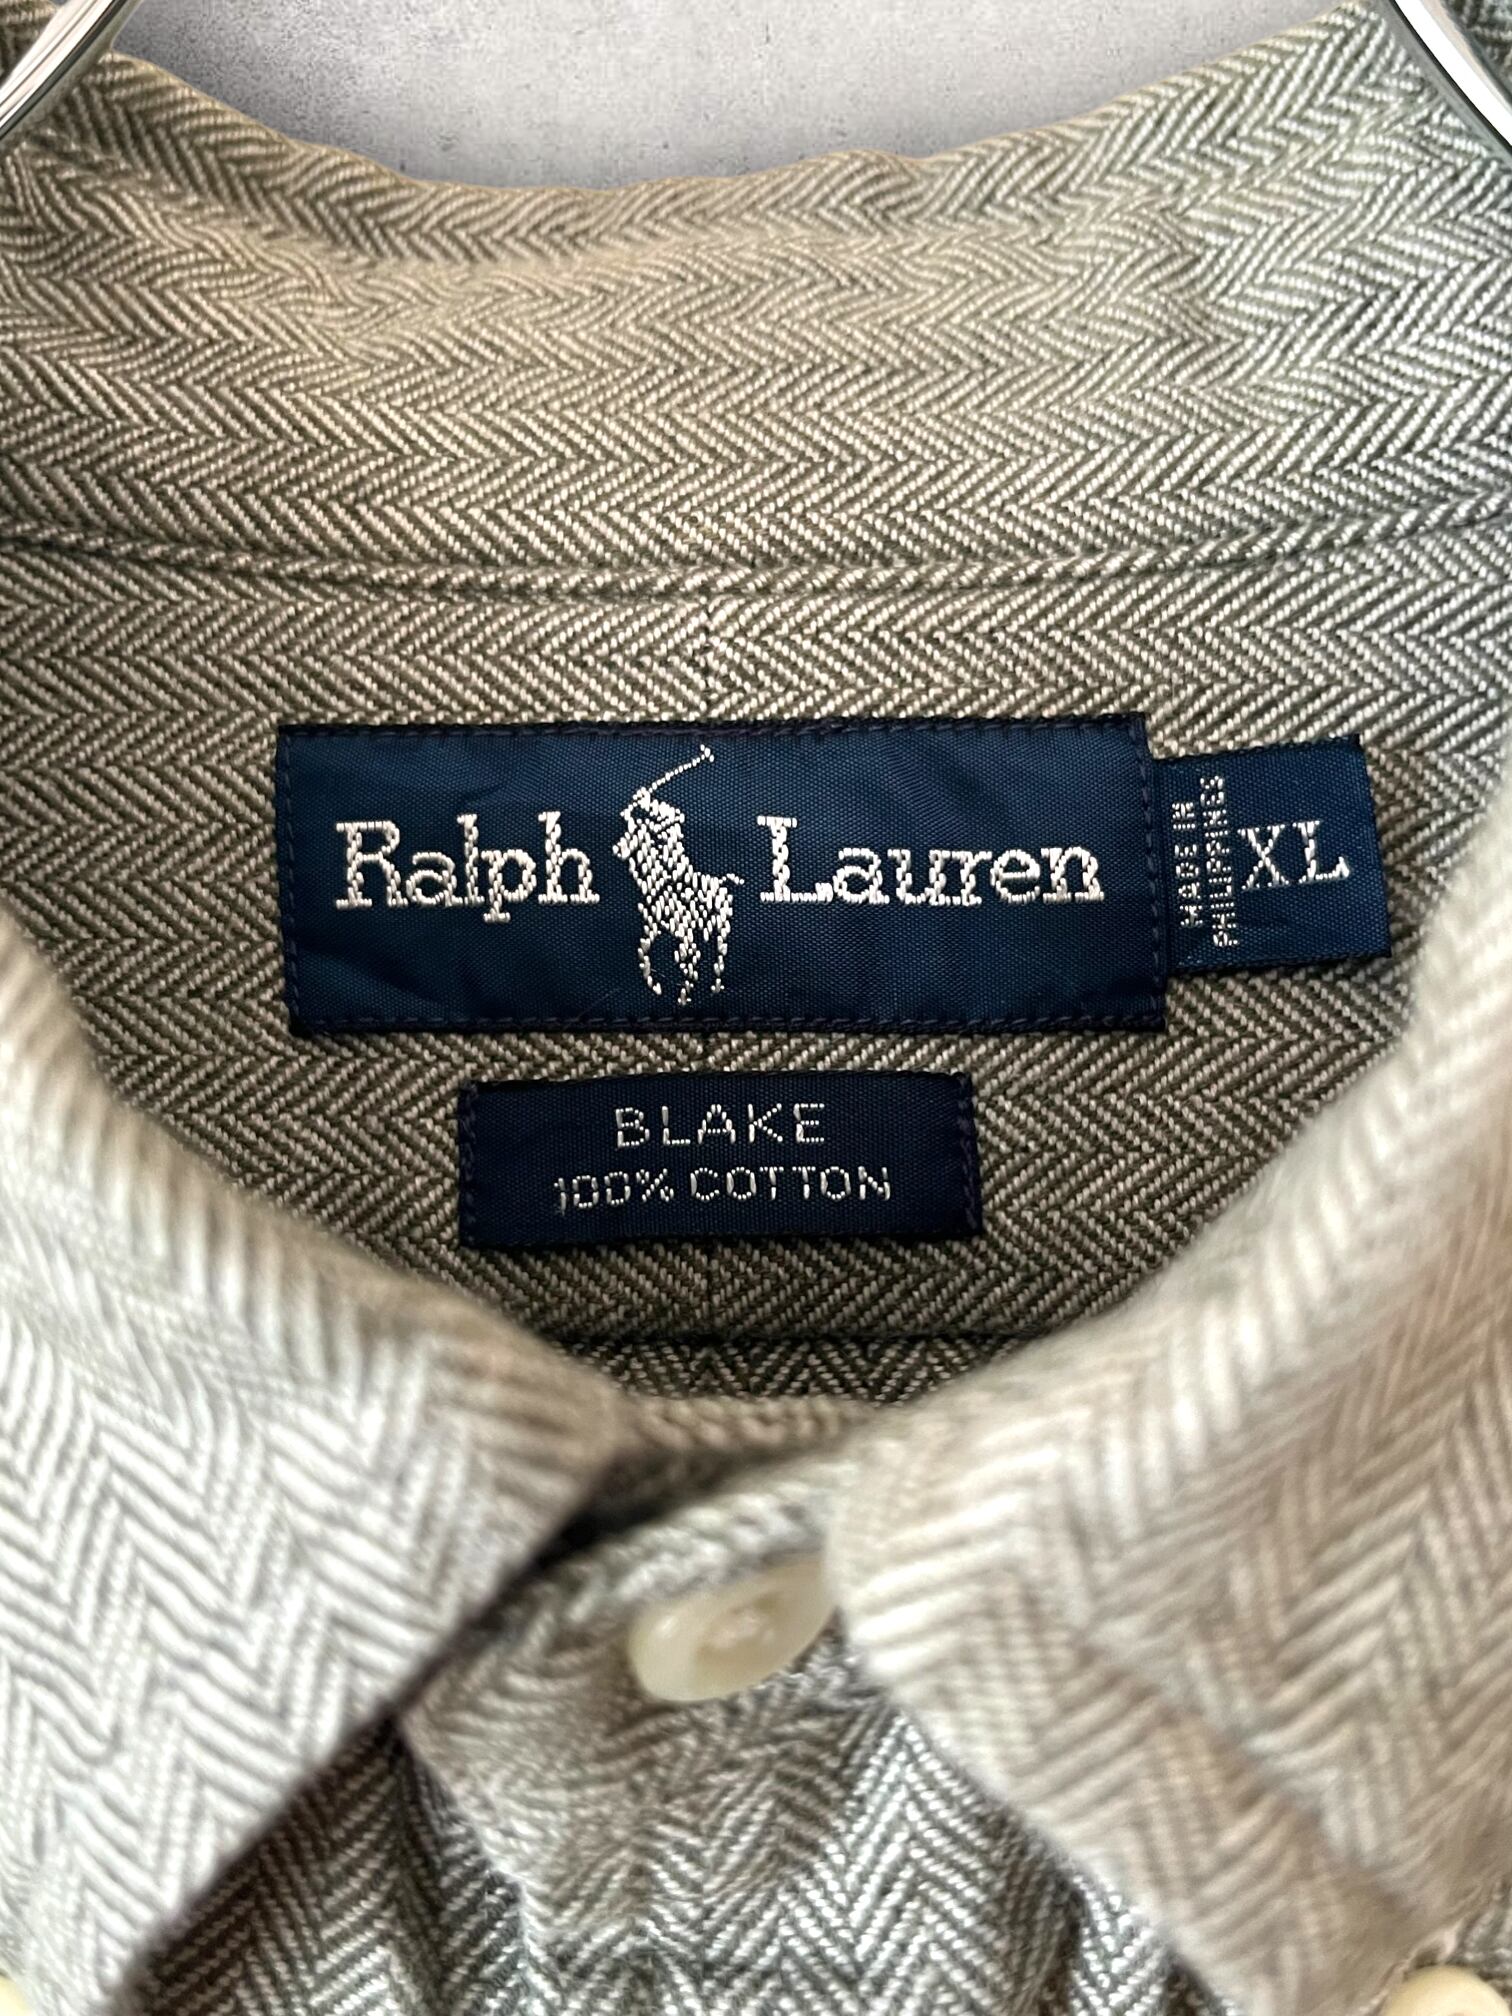 Ralph Lauren
MADE IN
PHILIPPINES
XL
BLAKE
100% COTTON